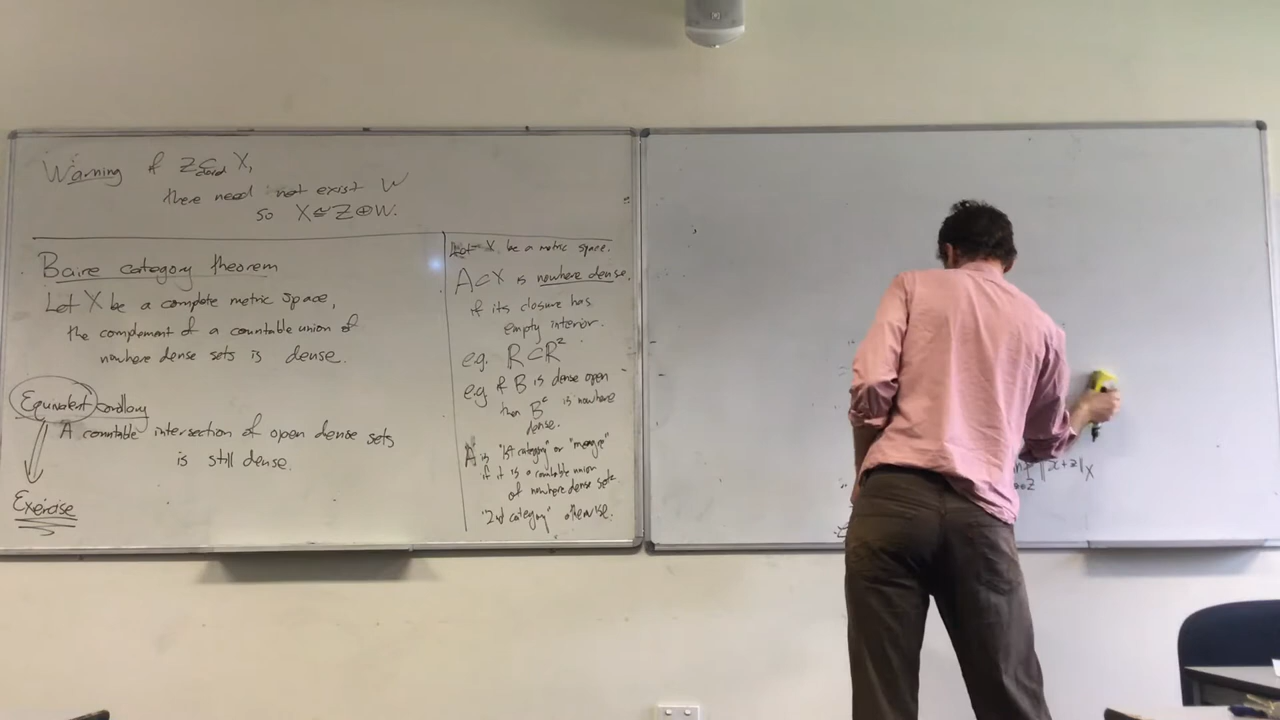 Warning if Z ⊂closed X,
there need not exist W
so X ≅ Z ⊕ W.
Baire category theorem
Let X be a complete metric space,
the complement of a countable union of
nowhere dense sets is dense.
Equivalent corollary
A countable intersection of open dense sets
is still dense.
Exercise
Let X be a metric space.
A ⊂ X is nowhere dense
if its closure has
empty interior.
e.g. R ⊂ R²
e.g. if B is dense open
then Bᶜ is nowhere
dense.
A is "1st category" or "meagre"
if it is a countable union
of nowhere dense sets.
"2nd category" otherwise.
‖x+z‖X
∈Z